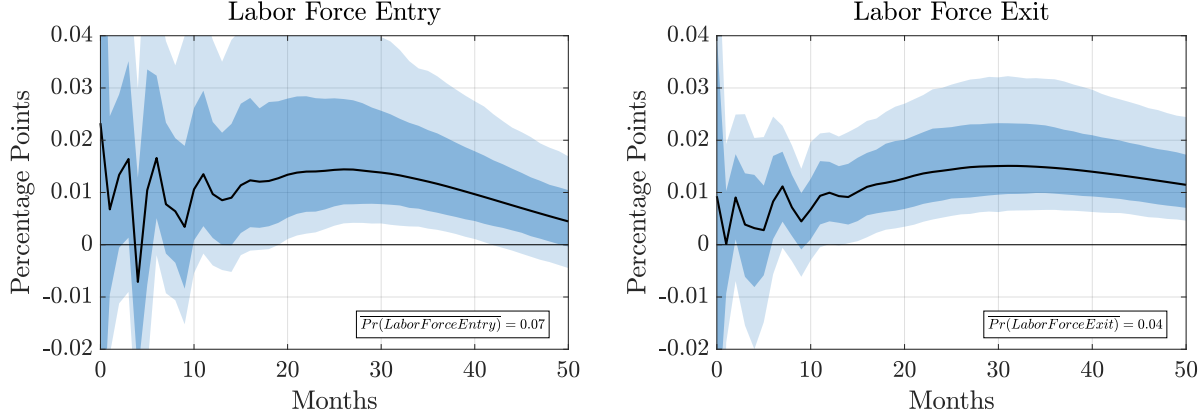 Labor Force Entry
Percentage Points
0.04
0.03
0.02
0.01
0
-0.01
-0.02
Pr(LaborForceEntry) = 0.07
0 10 20 30 40 50
Months
Labor Force Exit
Percentage Points
0.04
0.03
0.02
0.01
0
-0.01
-0.02
Pr(LaborForceExit) = 0.04
0 10 20 30 40 50
Months